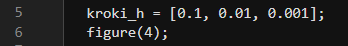 5 kroki_h = [0.1, 0.01, 0.001];
6 figure(4);